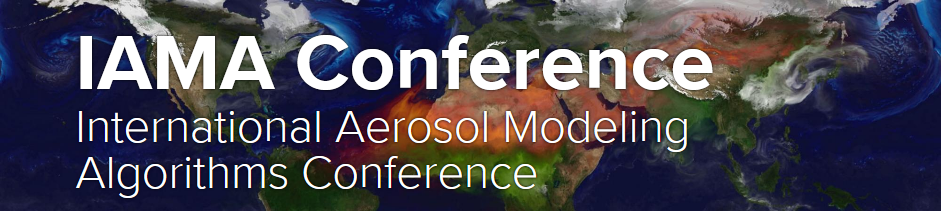 IAMA Conference
International Aerosol Modeling
Algorithms Conference